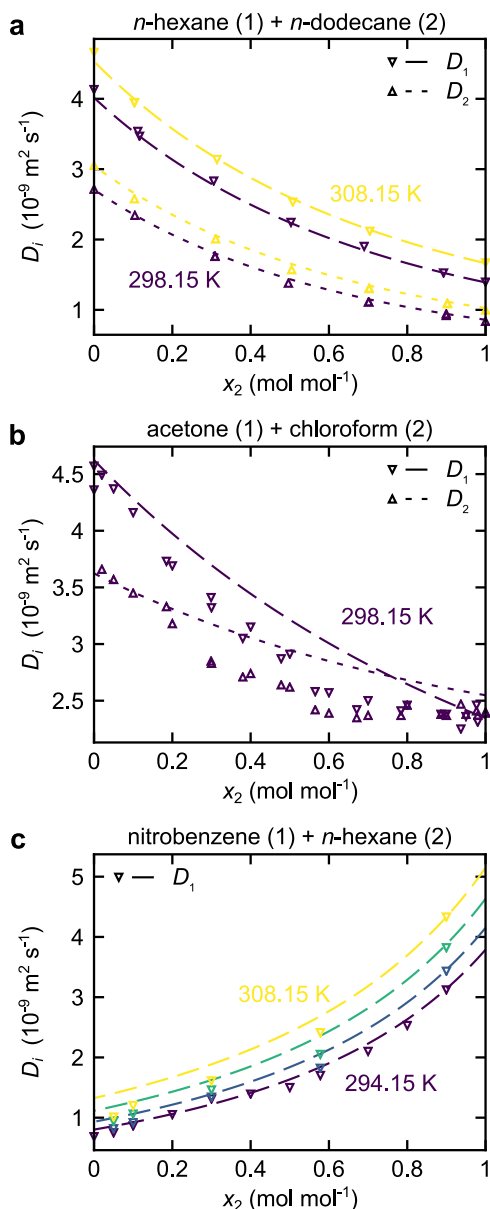 a
n-hexane (1) + n-dodecane (2)
D₁
D₂
308.15 K
298.15 K
Dᵢ (10⁻⁹ m² s⁻¹)
4
3
2
1
0 0.2 0.4 0.6 0.8 1
x₂ (mol mol⁻¹)
b
acetone (1) + chloroform (2)
D₁
D₂
298.15 K
Dᵢ (10⁻⁹ m² s⁻¹)
4.5
4
3.5
3
2.5
0 0.2 0.4 0.6 0.8 1
x₂ (mol mol⁻¹)
c
nitrobenzene (1) + n-hexane (2)
D₁
308.15 K
294.15 K
Dᵢ (10⁻⁹ m² s⁻¹)
5
4
3
2
1
0 0.2 0.4 0.6 0.8 1
x₂ (mol mol⁻¹)